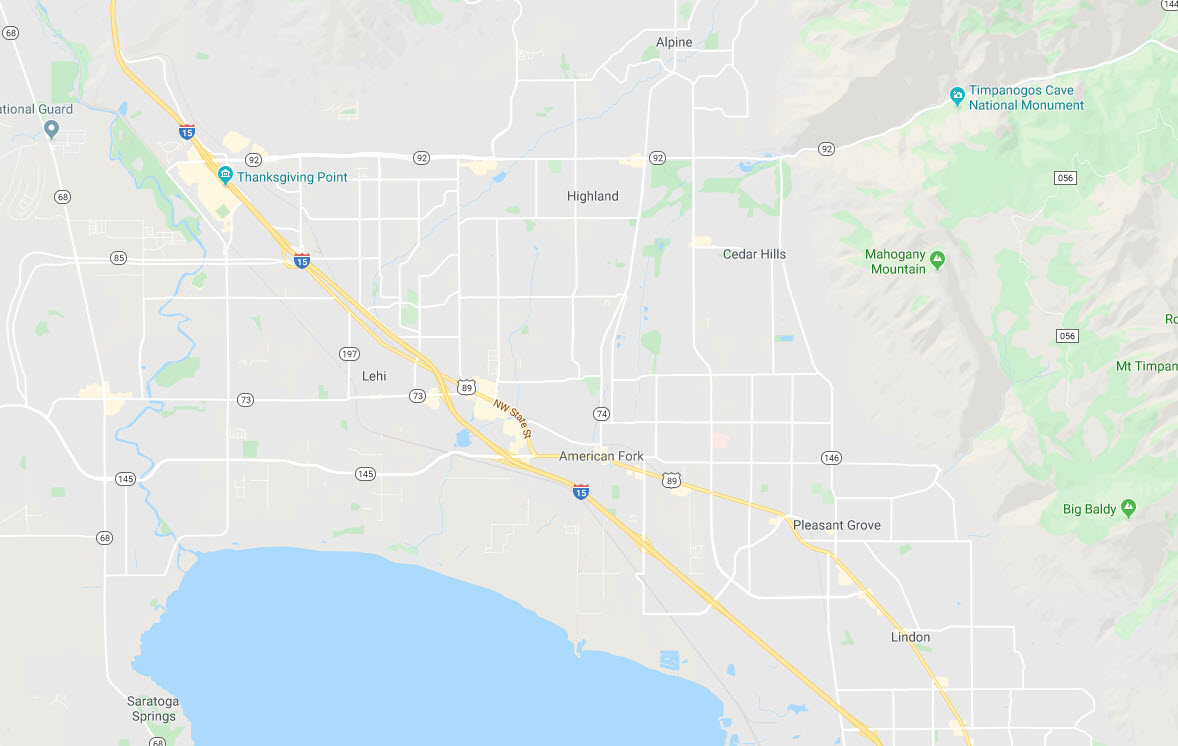 144
68
Alpine
Timpanogos Cave
National Monument
ational Guard
15
92
92
92
92
Thanksgiving Point
056
68
Highland
85
15
Cedar Hills
Mahogany
Mountain
Ro
056
197
Mt Timpan
Lehi
89
73
73
NW State St
74
American Fork
146
145
145
89
15
Big Baldy
Pleasant Grove
68
Lindon
Saratoga
Springs
68